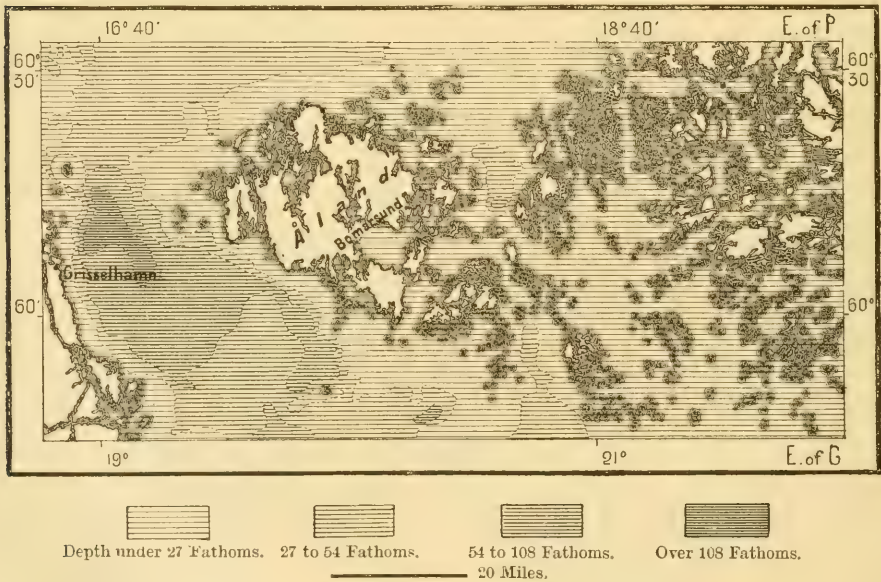 16°40' 18°40' E. of P
60° 60°
30' 30'
Åland
Bomarsund
Grisselhamn
60° 60°
19° 21° E. of G
Depth under 27 Fathoms. 27 to 54 Fathoms. 54 to 108 Fathoms. Over 108 Fathoms.
20 Miles.